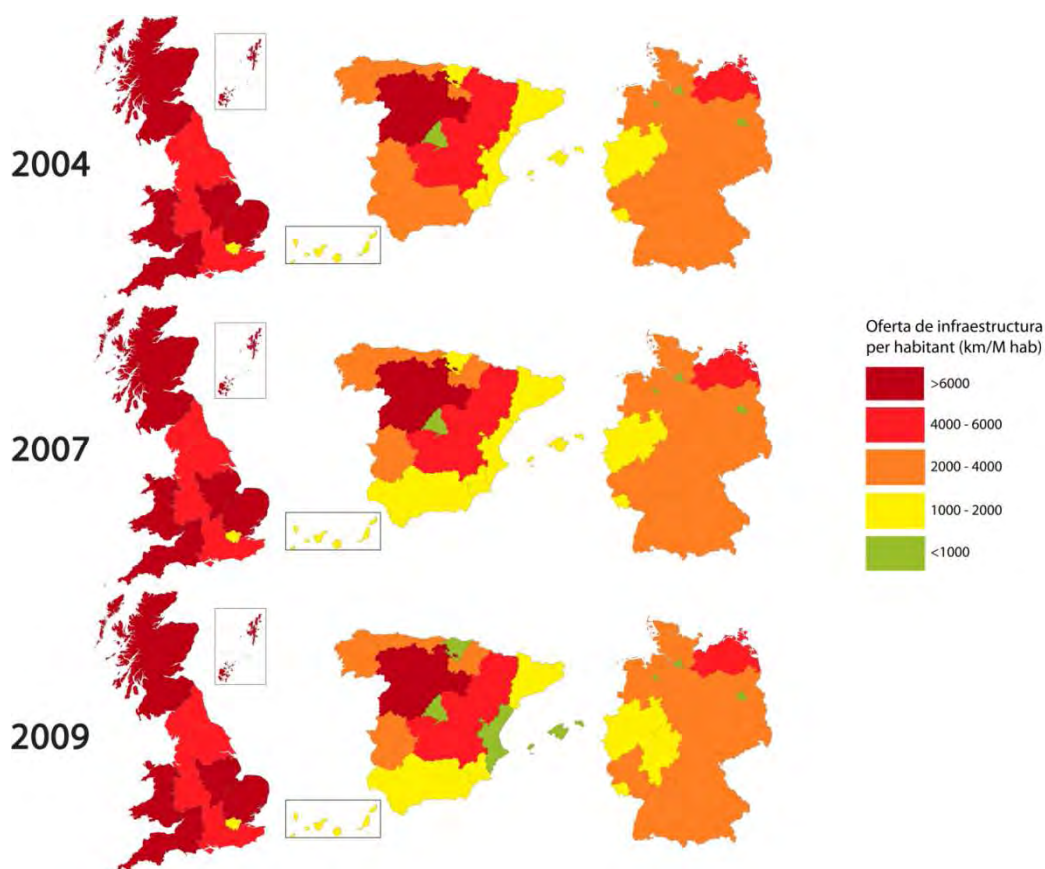 2004
2007
2009
Oferta de infraestructura
per habitant (km/M hab)
>6000
4000 - 6000
2000 - 4000
1000 - 2000
<1000